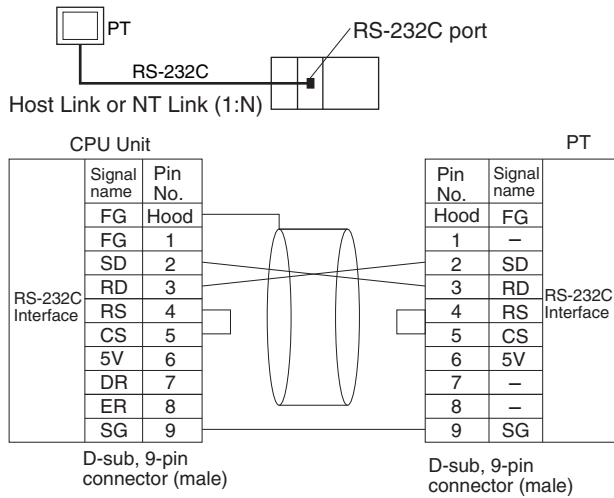 PT
RS-232C port
RS-232C
Host Link or NT Link (1:N)
CPU Unit
PT
Signal name Pin No.
Pin No. Signal name
FG Hood
Hood FG
FG 1
1 –
SD 2
2 SD
RD 3
3 RD
RS-232C Interface
RS-232C Interface
RS 4
4 RS
CS 5
5 CS
5V 6
6 5V
DR 7
7 –
ER 8
8 –
SG 9
9 SG
D-sub, 9-pin
connector (male)
D-sub, 9-pin
connector (male)